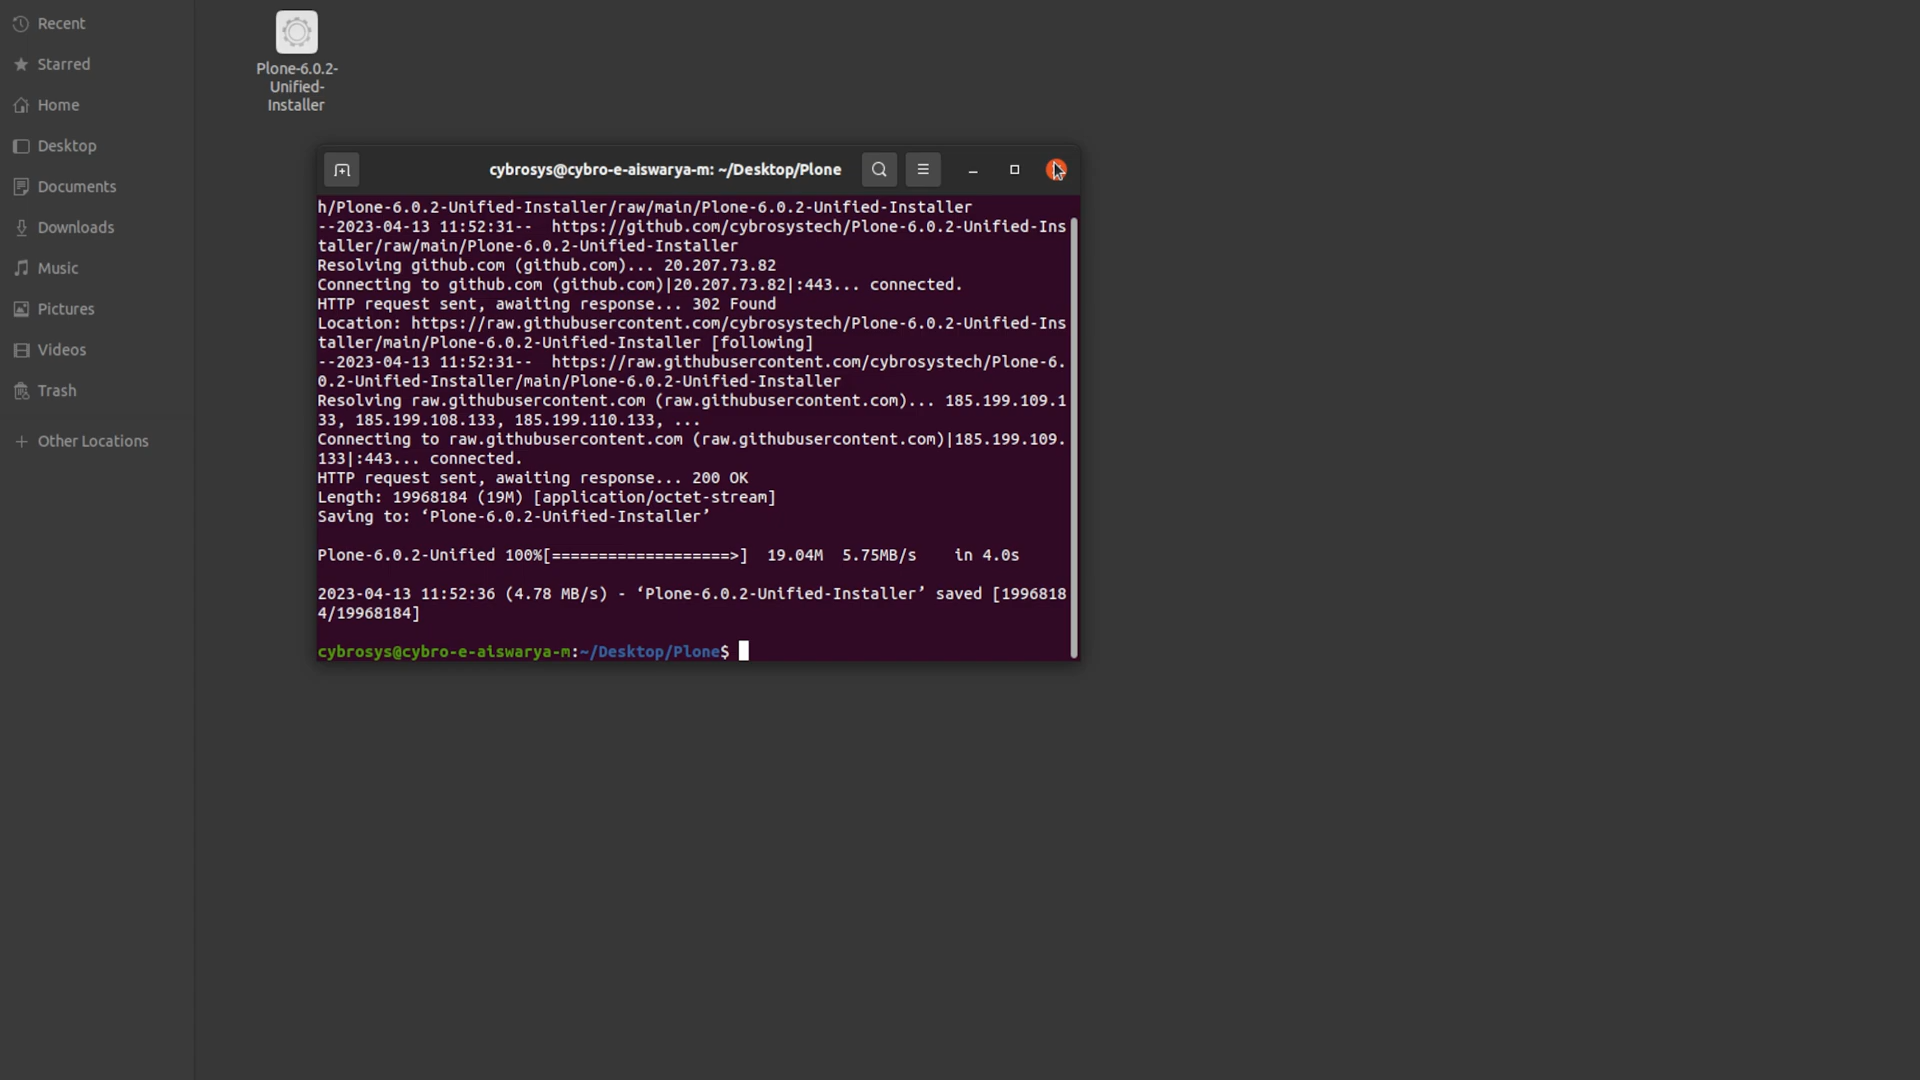 Recent
Starred
Home
Desktop
Documents
Downloads
Music
Pictures
Videos
Trash
Other Locations
Plone-6.0.2-
Unified-
Installer
cybrosys@cybro-e-aiswarya-m: ~/Desktop/Plone
h/Plone-6.0.2-Unified-Installer/raw/main/Plone-6.0.2-Unified-Installer
--2023-04-13 11:52:31--  https://github.com/cybrosystech/Plone-6.0.2-Unified-Ins
taller/raw/main/Plone-6.0.2-Unified-Installer
Resolving github.com (github.com)... 20.207.73.82
Connecting to github.com (github.com)|20.207.73.82|:443... connected.
HTTP request sent, awaiting response... 302 Found
Location: https://raw.githubusercontent.com/cybrosystech/Plone-6.0.2-Unified-Ins
taller/main/Plone-6.0.2-Unified-Installer [following]
--2023-04-13 11:52:31--  https://raw.githubusercontent.com/cybrosystech/Plone-6.
0.2-Unified-Installer/main/Plone-6.0.2-Unified-Installer
Resolving raw.githubusercontent.com (raw.githubusercontent.com)... 185.199.109.1
33, 185.199.108.133, 185.199.110.133, ...
Connecting to raw.githubusercontent.com (raw.githubusercontent.com)|185.199.109.
133|:443... connected.
HTTP request sent, awaiting response... 200 OK
Length: 19968184 (19M) [application/octet-stream]
Saving to: ‘Plone-6.0.2-Unified-Installer’
Plone-6.0.2-Unified 100%[===================>]  19.04M  5.75MB/s    in 4.0s
2023-04-13 11:52:36 (4.78 MB/s) - ‘Plone-6.0.2-Unified-Installer’ saved [1996818
4/19968184]
cybrosys@cybro-e-aiswarya-m:~/Desktop/Plone$